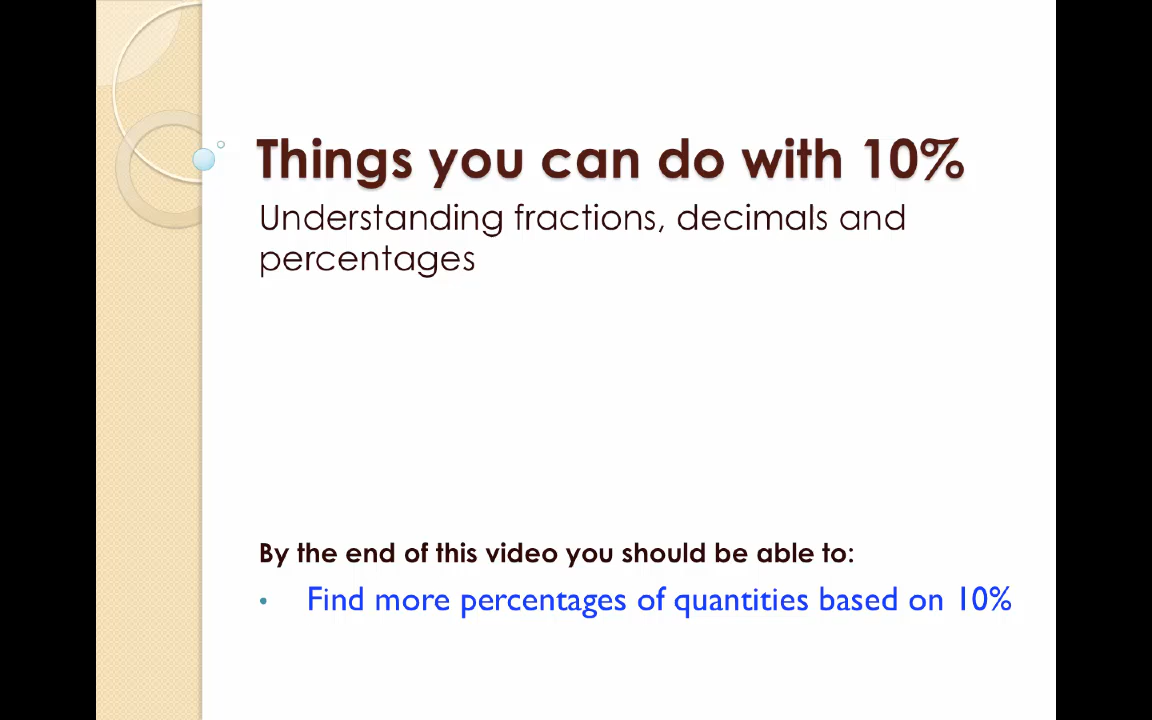 Things you can do with 10%
Understanding fractions, decimals and
percentages
By the end of this video you should be able to:
• Find more percentages of quantities based on 10%